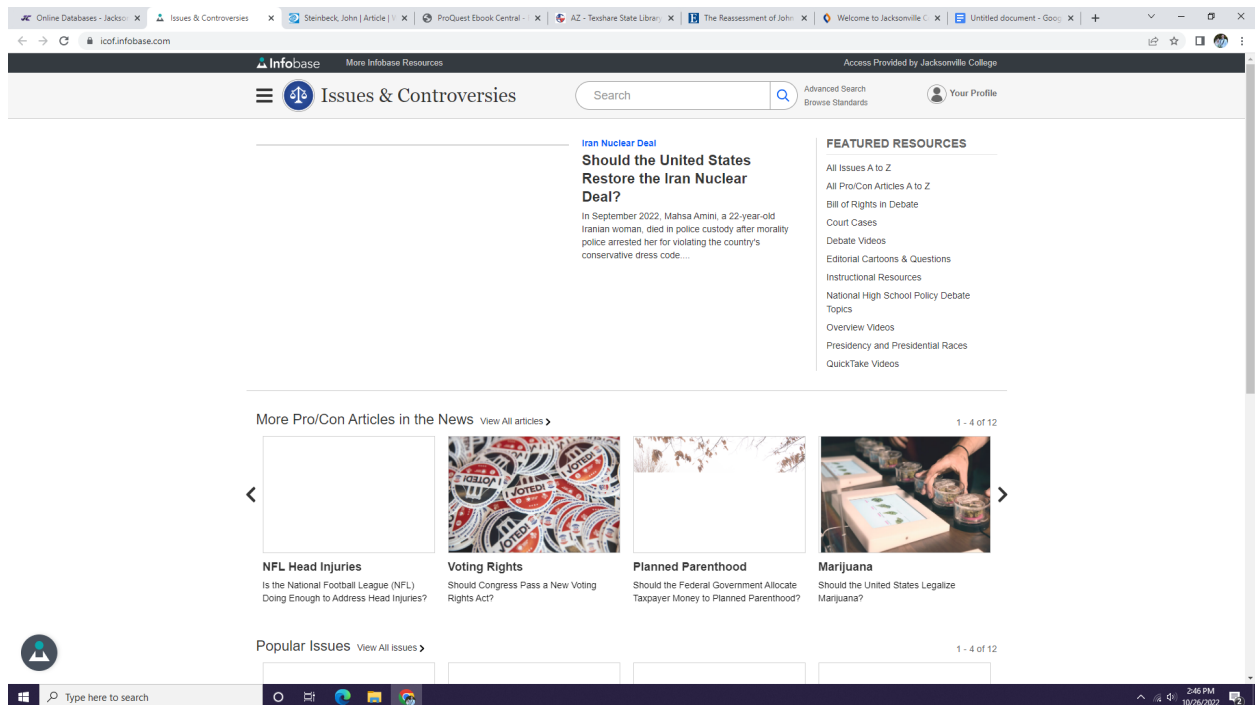 Online Databases - Jackson
Issues & Controversies
Steinbeck, John | Article | V
ProQuest Ebook Central -
AZ - Texshare State Library
The Reassessment of John
Welcome to Jacksonville C
Untitled document - Goog
icof.infobase.com
Infobase
More Infobase Resources
Access Provided by Jacksonville College
Issues & Controversies
Search
Advanced Search
Browse Standards
Your Profile
Iran Nuclear Deal
Should the United States
Restore the Iran Nuclear
Deal?
In September 2022, Mahsa Amini, a 22-year-old
Iranian woman, died in police custody after morality
police arrested her for violating the country's
conservative dress code....
FEATURED RESOURCES
All Issues A to Z
All Pro/Con Articles A to Z
Bill of Rights in Debate
Court Cases
Debate Videos
Editorial Cartoons & Questions
Instructional Resources
National High School Policy Debate
Topics
Overview Videos
Presidency and Presidential Races
QuickTake Videos
More Pro/Con Articles in the News View All articles
1 - 4 of 12
I VOTED!
I VOTED!
VOTED!
VOTED!
NFL Head Injuries
Is the National Football League (NFL)
Doing Enough to Address Head Injuries?
Voting Rights
Should Congress Pass a New Voting
Rights Act?
Planned Parenthood
Should the Federal Government Allocate
Taxpayer Money to Planned Parenthood?
Marijuana
Should the United States Legalize
Marijuana?
Popular Issues View All issues
1 - 4 of 12
Type here to search
2:46 PM
10/26/2022
2